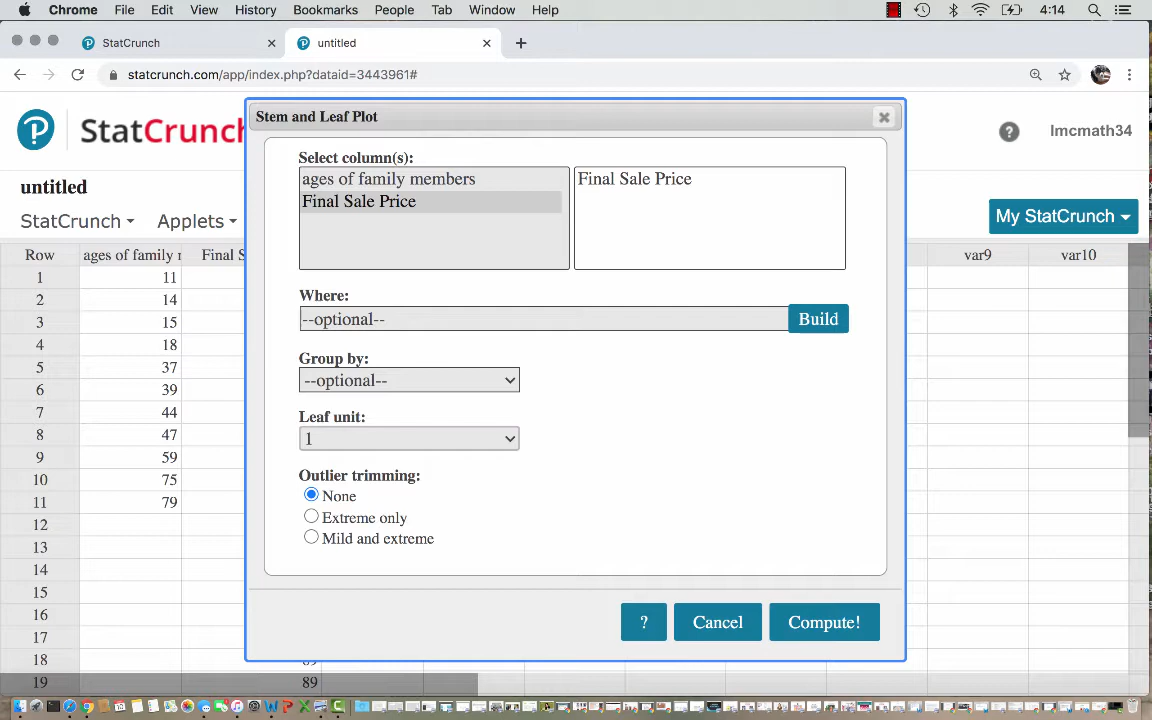 Chrome File Edit View History Bookmarks People Tab Window Help 4:14
StatCrunch untitled
statcrunch.com/app/index.php?dataid=3443961#
P StatCrunch ? lmcmath34
untitled
StatCrunch Applets My StatCrunch
Stem and Leaf Plot
Select column(s):
ages of family members Final Sale Price
Final Sale Price
Where:
--optional-- Build
Group by:
--optional--
Leaf unit:
1
Outlier trimming:
None
Extreme only
Mild and extreme
? Cancel Compute!
Row ages of family r Final S var9 var10
1 11
2 14
3 15
4 18
5 37
6 39
7 44
8 47
9 59
10 75
11 79
12
13
14
15
16
17
18
19 89